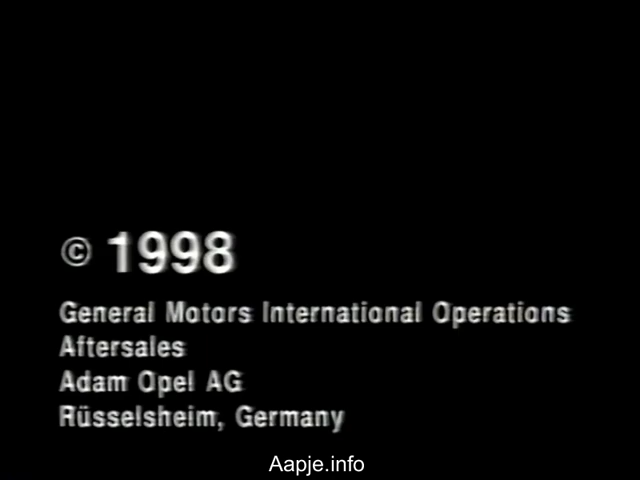 © 1998
General Motors International Operations
Aftersales
Adam Opel AG
Rüsselsheim, Germany
Aapje.info